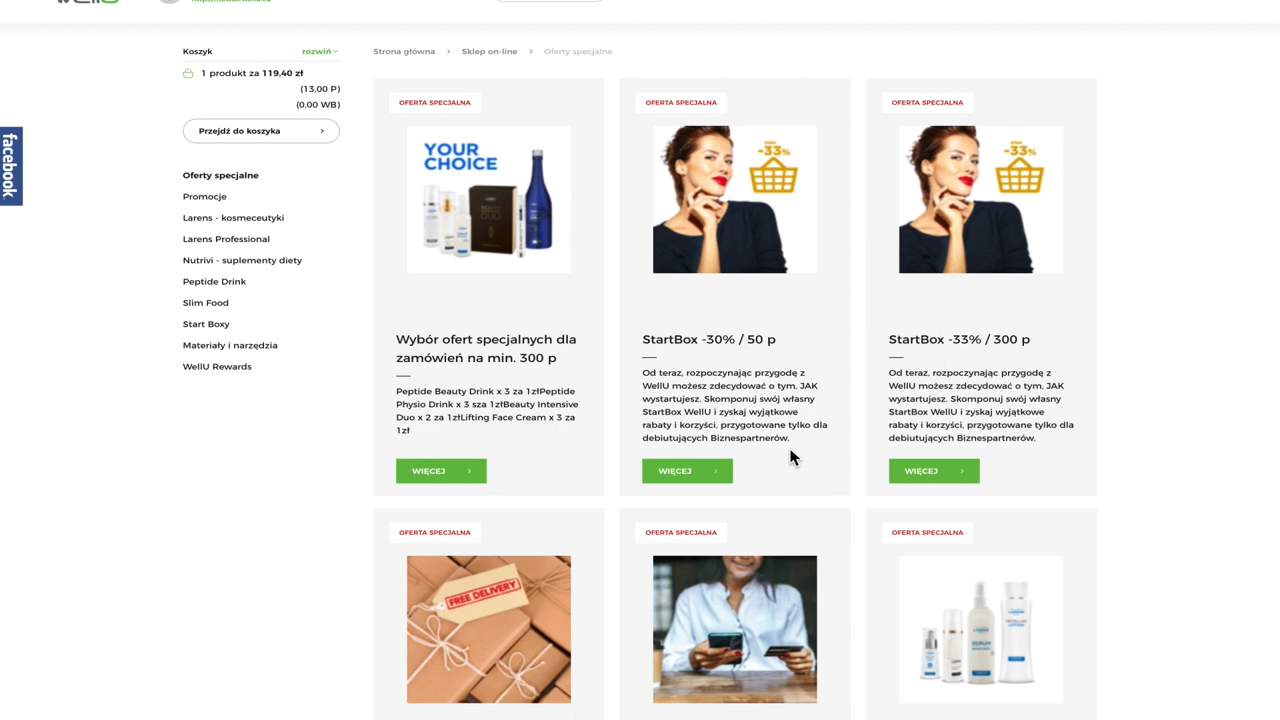 https://nowak.wellu.eu
Koszyk
rozwiń
1 produkt za 119,40 zł
(13,00 P)
(0,00 WB)
Przejdź do koszyka
facebook
Oferty specjalne
Promocje
Larens - kosmeceutyki
Larens Professional
Nutrivi - suplementy diety
Peptide Drink
Slim Food
Start Boxy
Materiały i narzędzia
WellU Rewards
Strona główna > Sklep on-line > Oferty specjalne
OFERTA SPECJALNA
YOUR
CHOICE
Wybór ofert specjalnych dla
zamówień na min. 300 p
Peptide Beauty Drink x 3 za 1złPeptide
Physio Drink x 3 sza 1złBeauty Intensive
Duo x 2 za 1złLifting Face Cream x 3 za
1zł
WIĘCEJ
OFERTA SPECJALNA
-33%
StartBox -30% / 50 p
Od teraz, rozpoczynając przygodę z
WellU możesz zdecydować o tym, JAK
wystartujesz. Skomponuj swój własny
StartBox WellU i zyskaj wyjątkowe
rabaty i korzyści, przygotowane tylko dla
debiutujących Biznespartnerów.
WIĘCEJ
OFERTA SPECJALNA
-33%
StartBox -33% / 300 p
Od teraz, rozpoczynając przygodę z
WellU możesz zdecydować o tym, JAK
wystartujesz. Skomponuj swój własny
StartBox WellU i zyskaj wyjątkowe
rabaty i korzyści, przygotowane tylko dla
debiutujących Biznespartnerów.
WIĘCEJ
OFERTA SPECJALNA
FREE DELIVERY
OFERTA SPECJALNA
OFERTA SPECJALNA